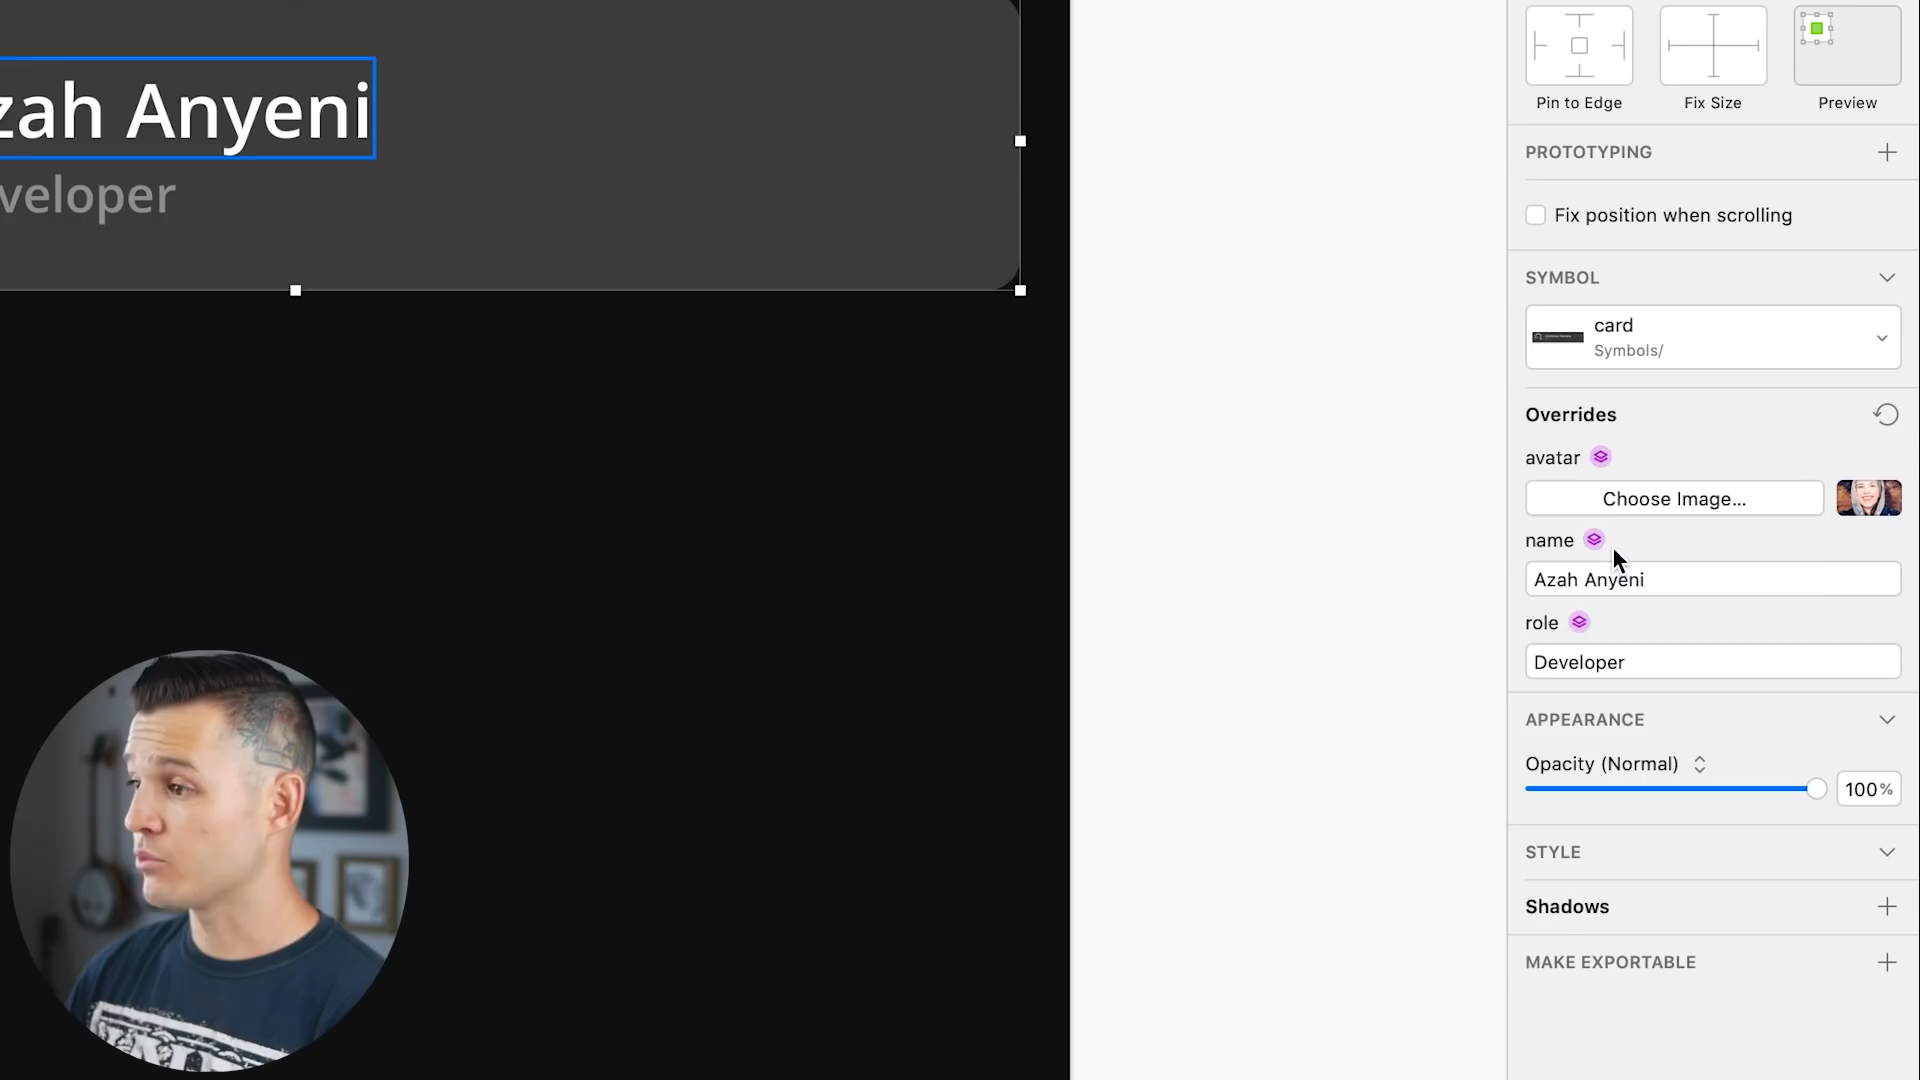 zah Anyeni
veloper
Pin to Edge
Fix Size
Preview
PROTOTYPING
Fix position when scrolling
SYMBOL
card
Symbols/
Overrides
avatar
Choose Image...
name
Azah Anyeni
role
Developer
APPEARANCE
Opacity (Normal)
100%
STYLE
Shadows
MAKE EXPORTABLE